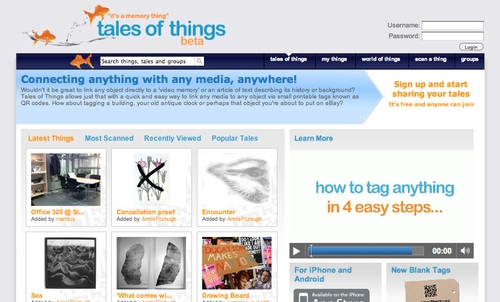 "it's a memory thing"
tales of things
beta
Username:
Password:
Login
Search things, tales and groups
tales of things
my things
world of things
scan a thing
groups
Connecting anything with any media, anywhere!
Wouldn't it be great to link any object directly to a 'video memory' or an article of text describing its history or background?
Tales of Things allows just that with a quick and easy way to link any media to any object via small printable tags known as
QR codes. How about tagging a building, your old antique clock or perhaps that object you're about to put on eBay?
Sign up and start
sharing your tales
It's free and anyone can join
Latest Things
Most Scanned
Recently Viewed
Popular Tales
Learn More
how to tag anything
in 4 easy steps...
00:00
Office 325 @ Si...
Added by
Cancellation proof
Added by AnnisFitzhugh
Encounter
Added by AnnisFitzhugh
MAKES
Sea
What comes wi...
Drawing Board
For iPhone and
Android
Available on the iPhone
New Blank Tags